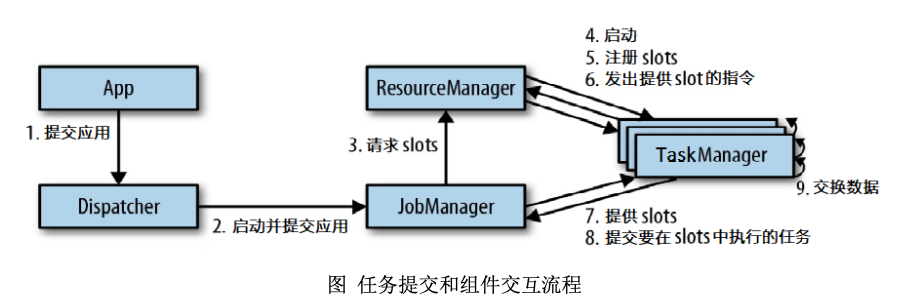 4. 启动
5. 注册 slots
6. 发出提供 slot 的指令
App
ResourceManager
1. 提交应用
3. 请求 slots
TaskManager
9. 交换数据
Dispatcher
JobManager
2. 启动并提交应用
7. 提供 slots
8. 提交要在 slots 中执行的任务
图 任务提交和组件交互流程